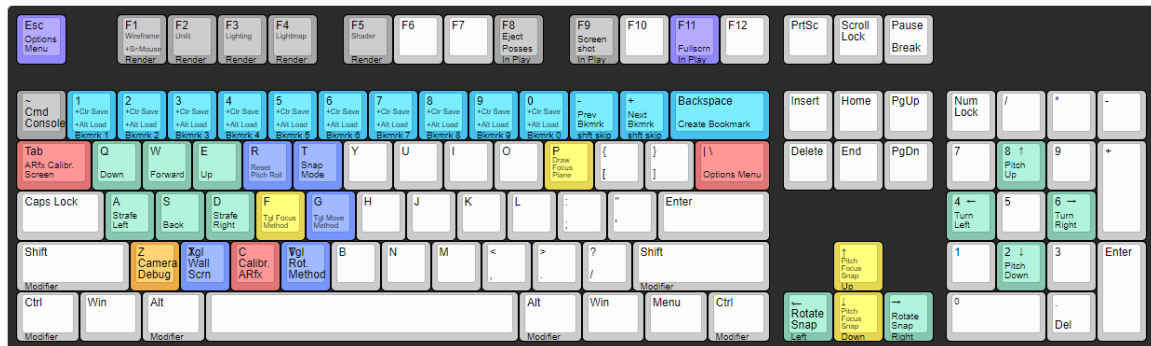 Esc
Options
Menu
F1
Wireframe
+S=Mouse
Render
F2
Unlit
Render
F3
Lighting
Render
F4
Lightmap
Render
F5
Shader
Render
F6
F7
F8
Eject
Posses
In Play
F9
Screen
shot
In Play
F10
F11
Fullscrn
In Play
F12
PrtSc
Scroll
Lock
Pause
Break
~
Cmd
Console
1
+Ctr Save
+Alt Load
Bkmrk 1
2
+Ctr Save
+Alt Load
Bkmrk 2
3
+Ctr Save
+Alt Load
Bkmrk 3
4
+Ctr Save
+Alt Load
Bkmrk 4
5
+Ctr Save
+Alt Load
Bkmrk 5
6
+Ctr Save
+Alt Load
Bkmrk 6
7
+Ctr Save
+Alt Load
Bkmrk 7
8
+Ctr Save
+Alt Load
Bkmrk 8
9
+Ctr Save
+Alt Load
Bkmrk 9
0
+Ctr Save
+Alt Load
Bkmrk 0
-
Prev
Bkmrk
shft skip
+
Next
Bkmrk
shft skip
Backspace
Create Bookmark
Insert
Home
PgUp
Num
Lock
/
*
-
Tab
ARfx Calibr.
Screen
Q
Down
W
Forward
E
Up
R
Reset
Pitch Roll
T
Snap
Mode
Y
U
I
O
P
Draw
Focus
Plane
{
[
}
]
| \
Options Menu
Delete
End
PgDn
7
8 ↑
Pitch
Up
9
+
Caps Lock
A
Strafe
Left
S
Back
D
Strafe
Right
F
Tgl Focus
Method
G
Tgl Move
Method
H
J
K
L
:
;
"
'
Enter
4 ←
Turn
Left
5
6 →
Turn
Right
Shift
Modifier
Z
Camera
Debug
X
Tgl
Wall
Scrn
C
Calibr.
ARfx
V
Tgl
Rot.
Method
B
N
M
<
,
>
.
?
/
Shift
Modifier
↑
Pitch
Focus
Snap
Up
1
2 ↓
Pitch
Down
3
Enter
Ctrl
Modifier
Win
Alt
Modifier
Alt
Modifier
Win
Menu
Ctrl
Modifier
←
Rotate
Snap
Left
↓
Pitch
Focus
Snap
Down
→
Rotate
Snap
Right
0
.
Del